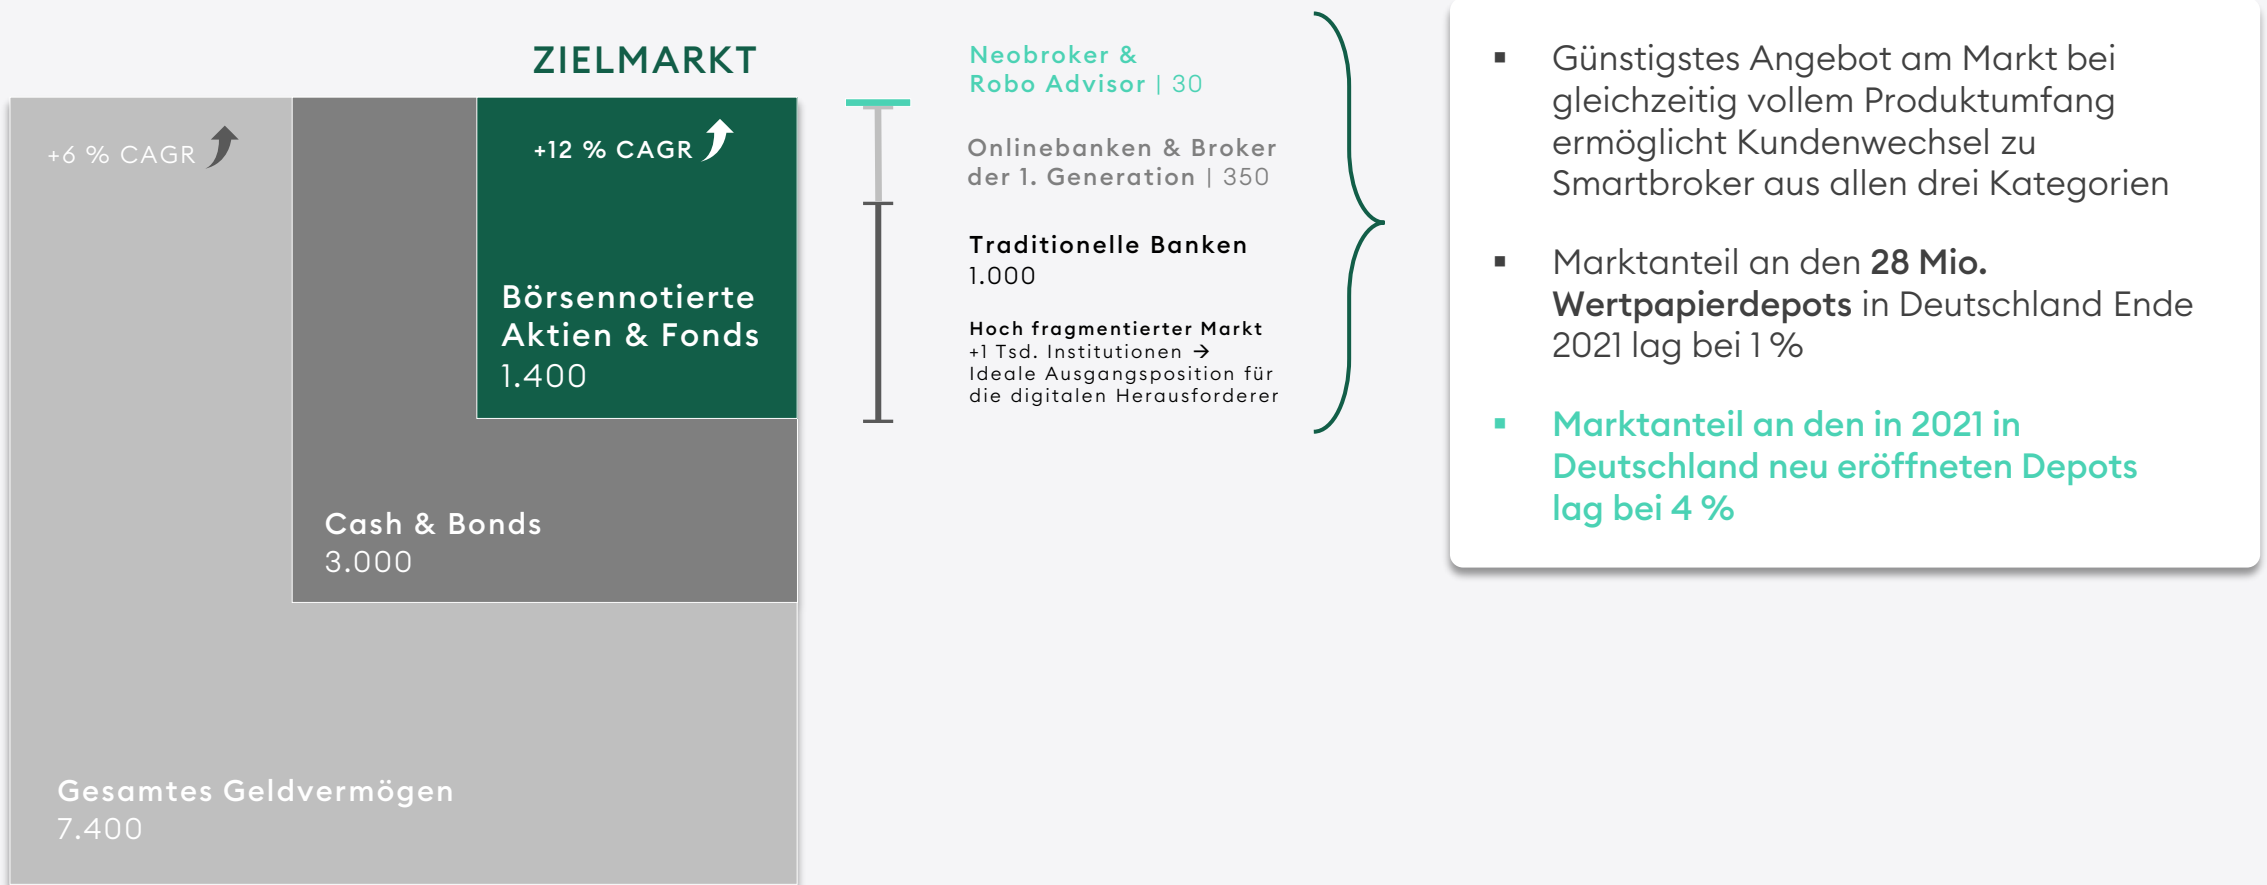 ZIELMARKT
+6 % CAGR
+12 % CAGR
Börsennotierte
Aktien & Fonds
1.400
Cash & Bonds
3.000
Gesamtes Geldvermögen
7.400
Neobroker &
Robo Advisor | 30
Onlinebanken & Broker
der 1. Generation | 350
Traditionelle Banken
1.000
Hoch fragmentierter Markt
+1 Tsd. Institutionen →
Ideale Ausgangsposition für
die digitalen Herausforderer
▪ Günstigstes Angebot am Markt bei
gleichzeitig vollem Produktumfang
ermöglicht Kundenwechsel zu
Smartbroker aus allen drei Kategorien
▪ Marktanteil an den 28 Mio.
Wertpapierdepots in Deutschland Ende
2021 lag bei 1 %
▪ Marktanteil an den in 2021 in
Deutschland neu eröffneten Depots
lag bei 4 %